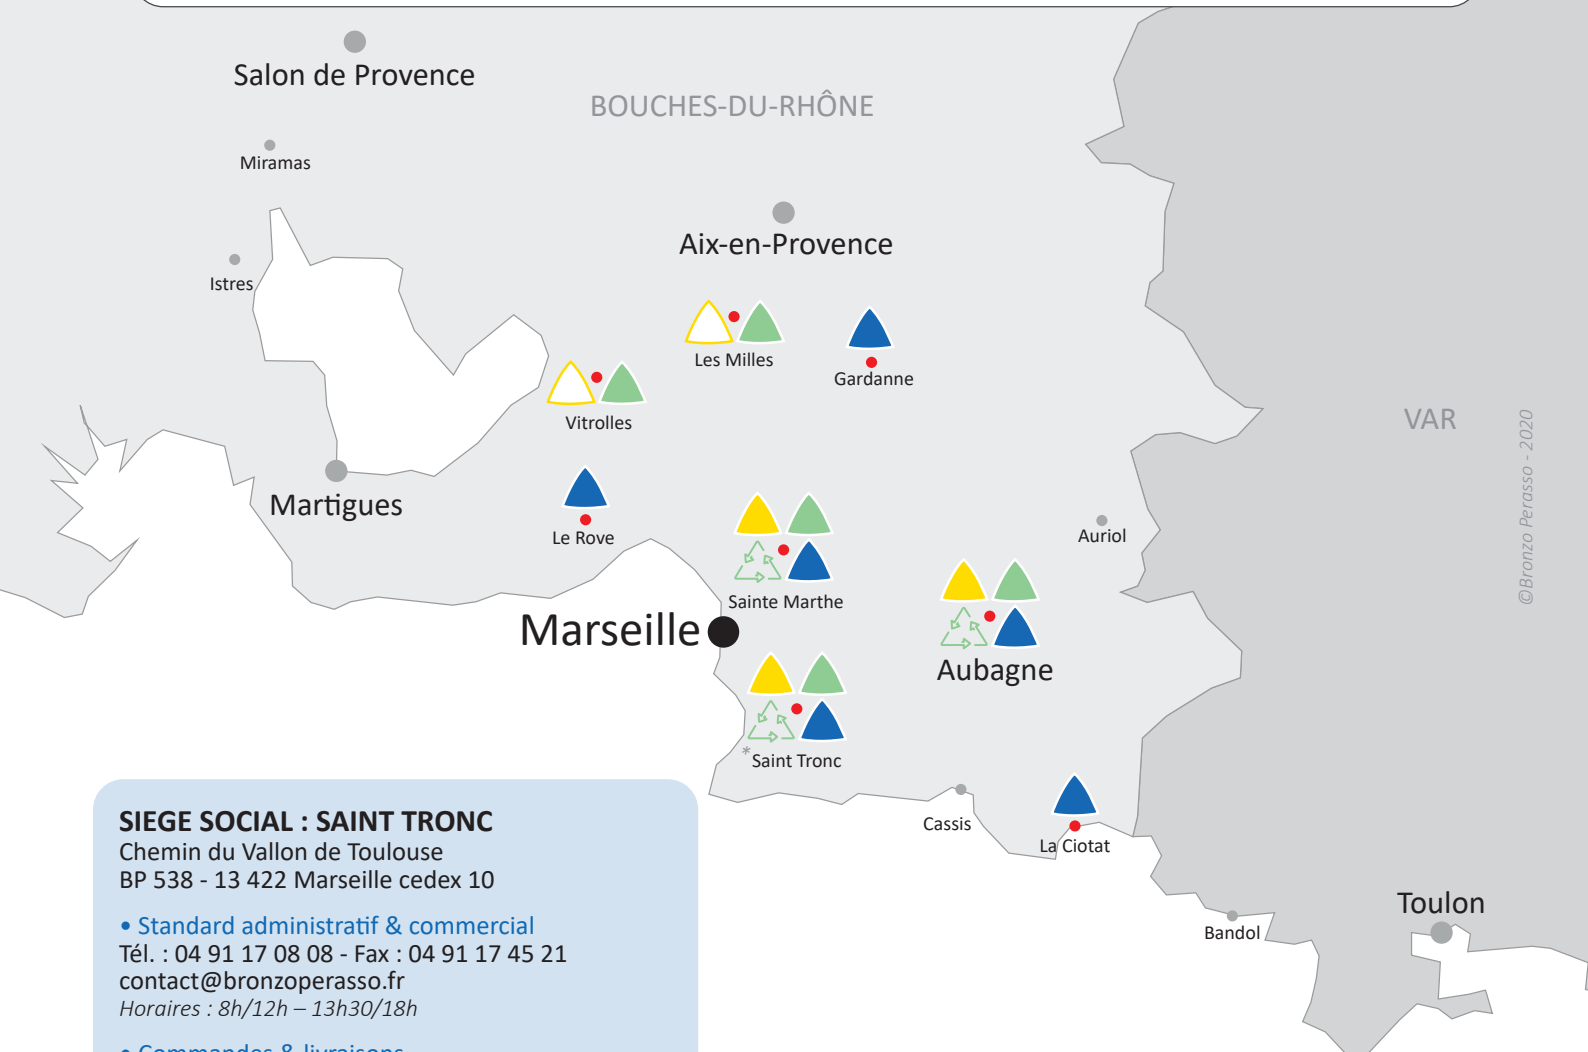 Salon de Provence
BOUCHES-DU-RHÔNE
Miramas
Aix-en-Provence
Istres
Les Milles
Gardanne
Vitrolles
VAR
©Bronzo Perasso - 2020
Martigues
Le Rove
Auriol
Sainte Marthe
Marseille
Aubagne
*Saint Tronc
Cassis
La Ciotat
Toulon
Bandol
SIEGE SOCIAL : SAINT TRONC
Chemin du Vallon de Toulouse
BP 538 - 13 422 Marseille cedex 10
• Standard administratif & commercial
Tél. : 04 91 17 08 08 - Fax : 04 91 17 45 21
contact@bronzoperasso.fr
Horaires : 8h/12h – 13h30/18h
• Commandes & livraisons